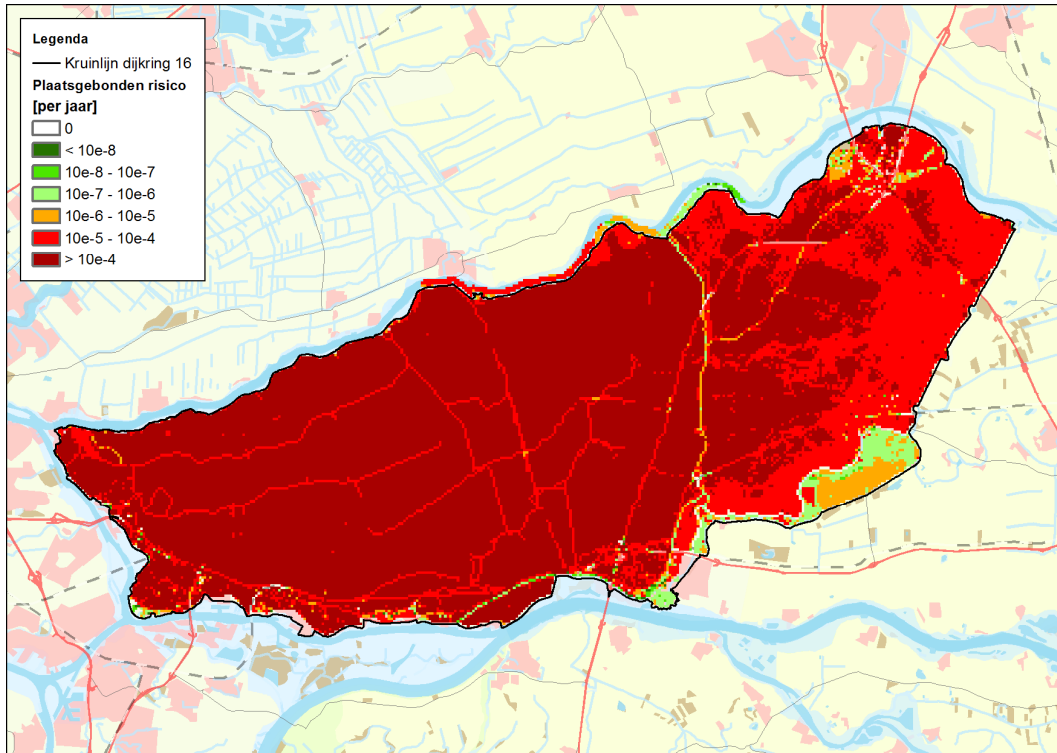 Legenda
Kruinlijn dijkring 16
Plaatsgebonden risico
[per jaar]
0
< 10e-8
10e-8 - 10e-7
10e-7 - 10e-6
10e-6 - 10e-5
10e-5 - 10e-4
> 10e-4